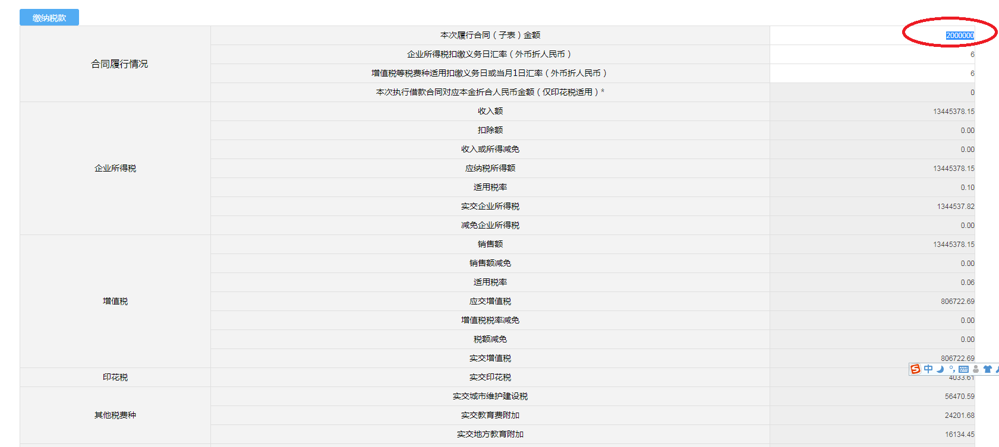 缴纳税款
合同履行情况
本次履行合同（子表）金额 2000000
企业所得税扣缴义务日汇率（外币折人民币） 6
增值税等税费种适用扣缴义务日或当月1日汇率（外币折人民币） 6
本次执行借款合同对应本金折合人民币金额（仅印花税适用）* 0
企业所得税
收入额 13445378.15
扣除额 0.00
收入或所得减免 0.00
应纳税所得额 13445378.15
适用税率 0.10
实交企业所得税 1344537.82
减免企业所得税 0.00
增值税
销售额 13445378.15
销售额减免 0.00
适用税率 0.06
应交增值税 806722.69
增值税税率减免 0.00
税额减免 0.00
实交增值税 806722.69
中
印花税
实交印花税 4033.61
其他税费种
实交城市维护建设税 56470.59
实交教育费附加 24201.68
实交地方教育附加 16134.45